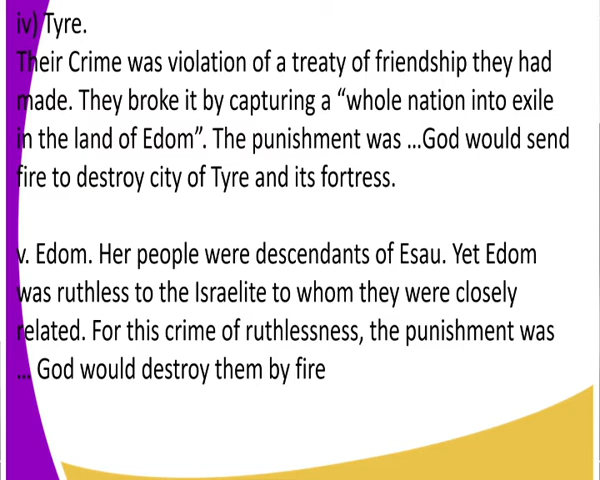 iv) Tyre.
Their Crime was violation of a treaty of friendship they had
made. They broke it by capturing a “whole nation into exile
in the land of Edom”. The punishment was ...God would send
fire to destroy city of Tyre and its fortress.
v. Edom. Her people were descendants of Esau. Yet Edom
was ruthless to the Israelite to whom they were closely
related. For this crime of ruthlessness, the punishment was
... God would destroy them by fire